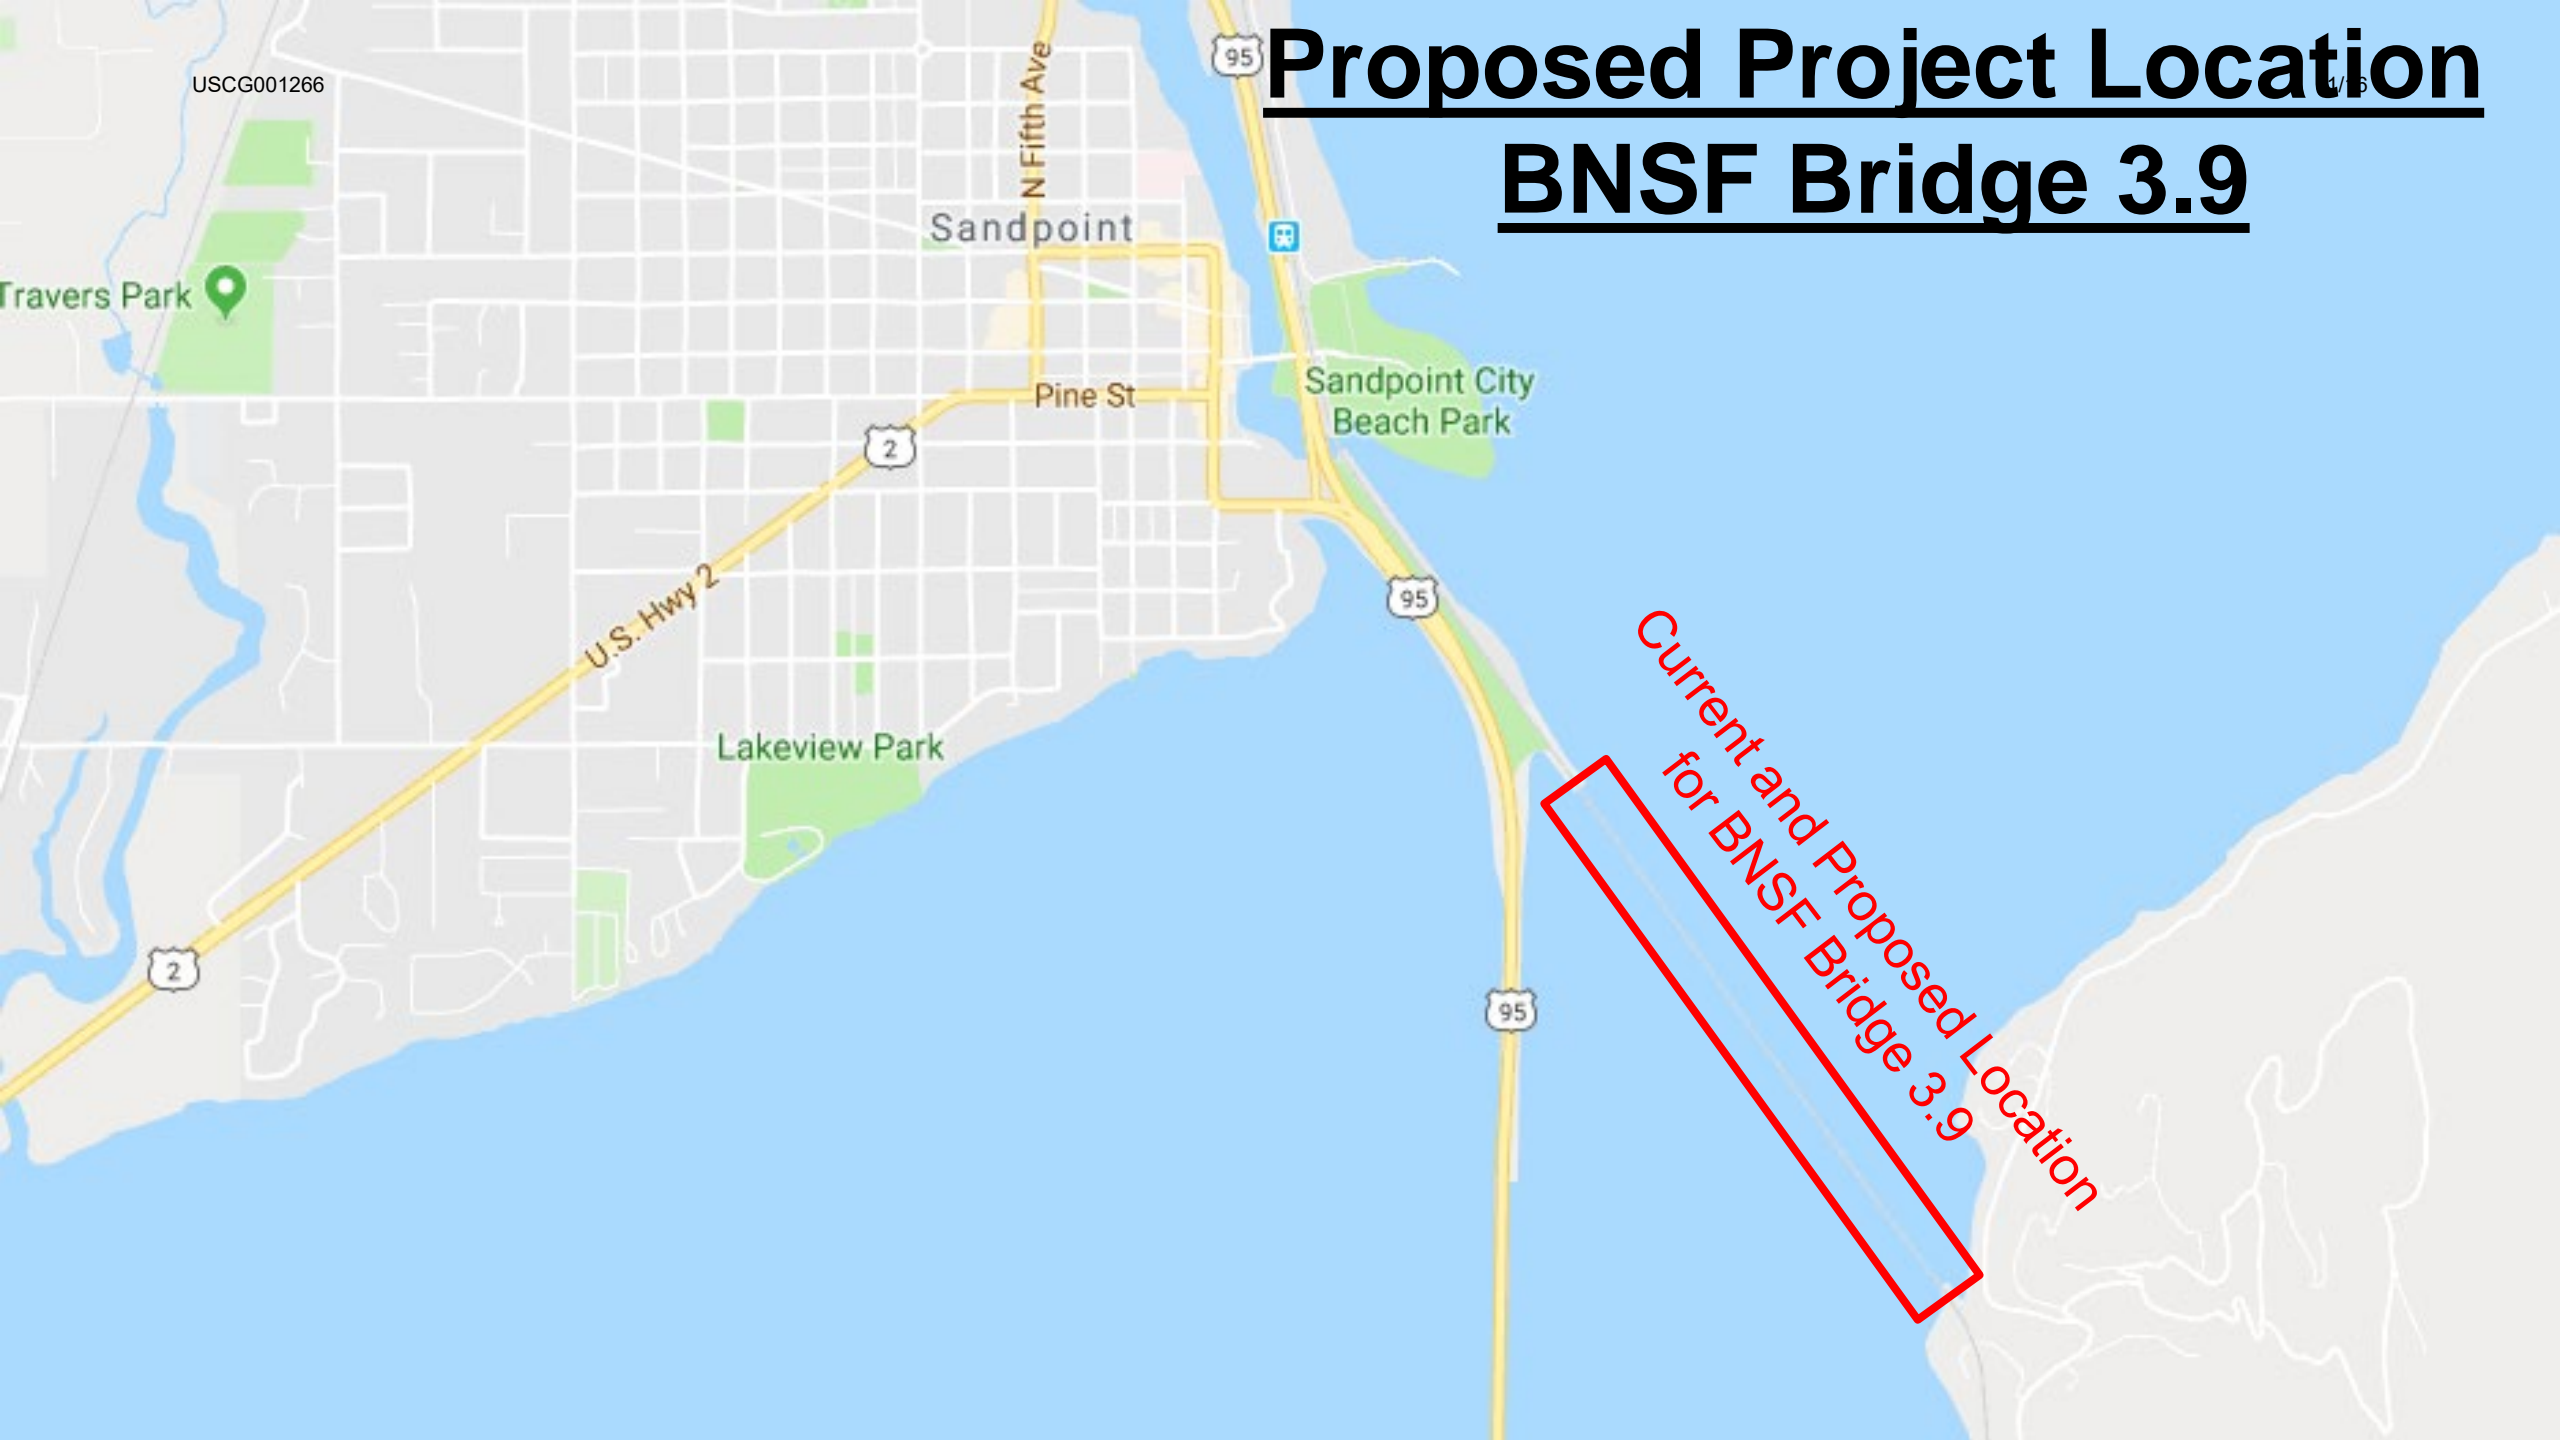 Proposed Project Location
BNSF Bridge 3.9
USCG001266
95
N Fifth Ave
Sandpoint
Travers Park
Pine St
Sandpoint City
Beach Park
2
U.S. Hwy 2
95
Lakeview Park
Current and Proposed Location
for BNSF Bridge 3.9
2
95